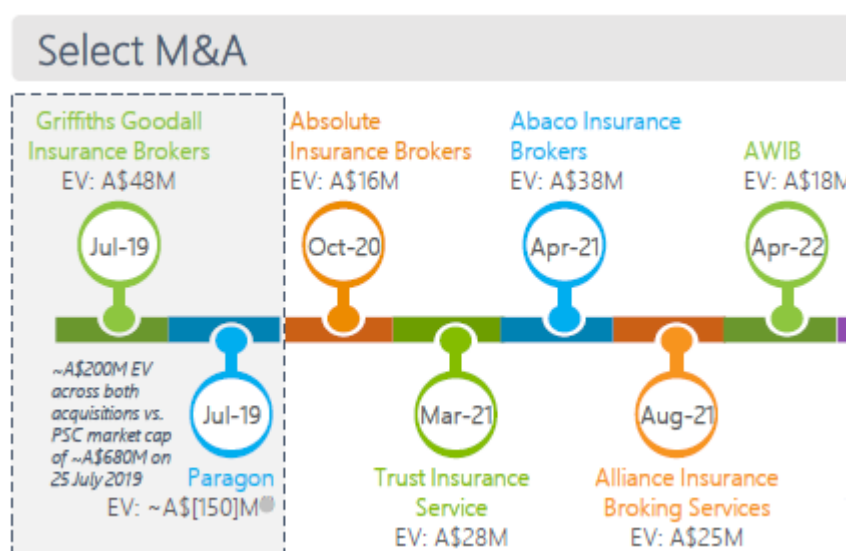 Select M&A
Griffiths Goodall
Insurance Brokers
EV: A$48M
Jul-19
Absolute
Insurance Brokers
EV: A$16M
Oct-20
Abaco Insurance
Brokers
EV: A$38M
Apr-21
AWIB
EV: A$18M
Apr-22
~A$200M EV
across both
acquisitions vs.
PSC market cap
of ~A$680M on
25 July 2019
Jul-19
Paragon
EV: ~A$[150]M
Mar-21
Trust Insurance
Service
EV: A$28M
Aug-21
Alliance Insurance
Broking Services
EV: A$25M